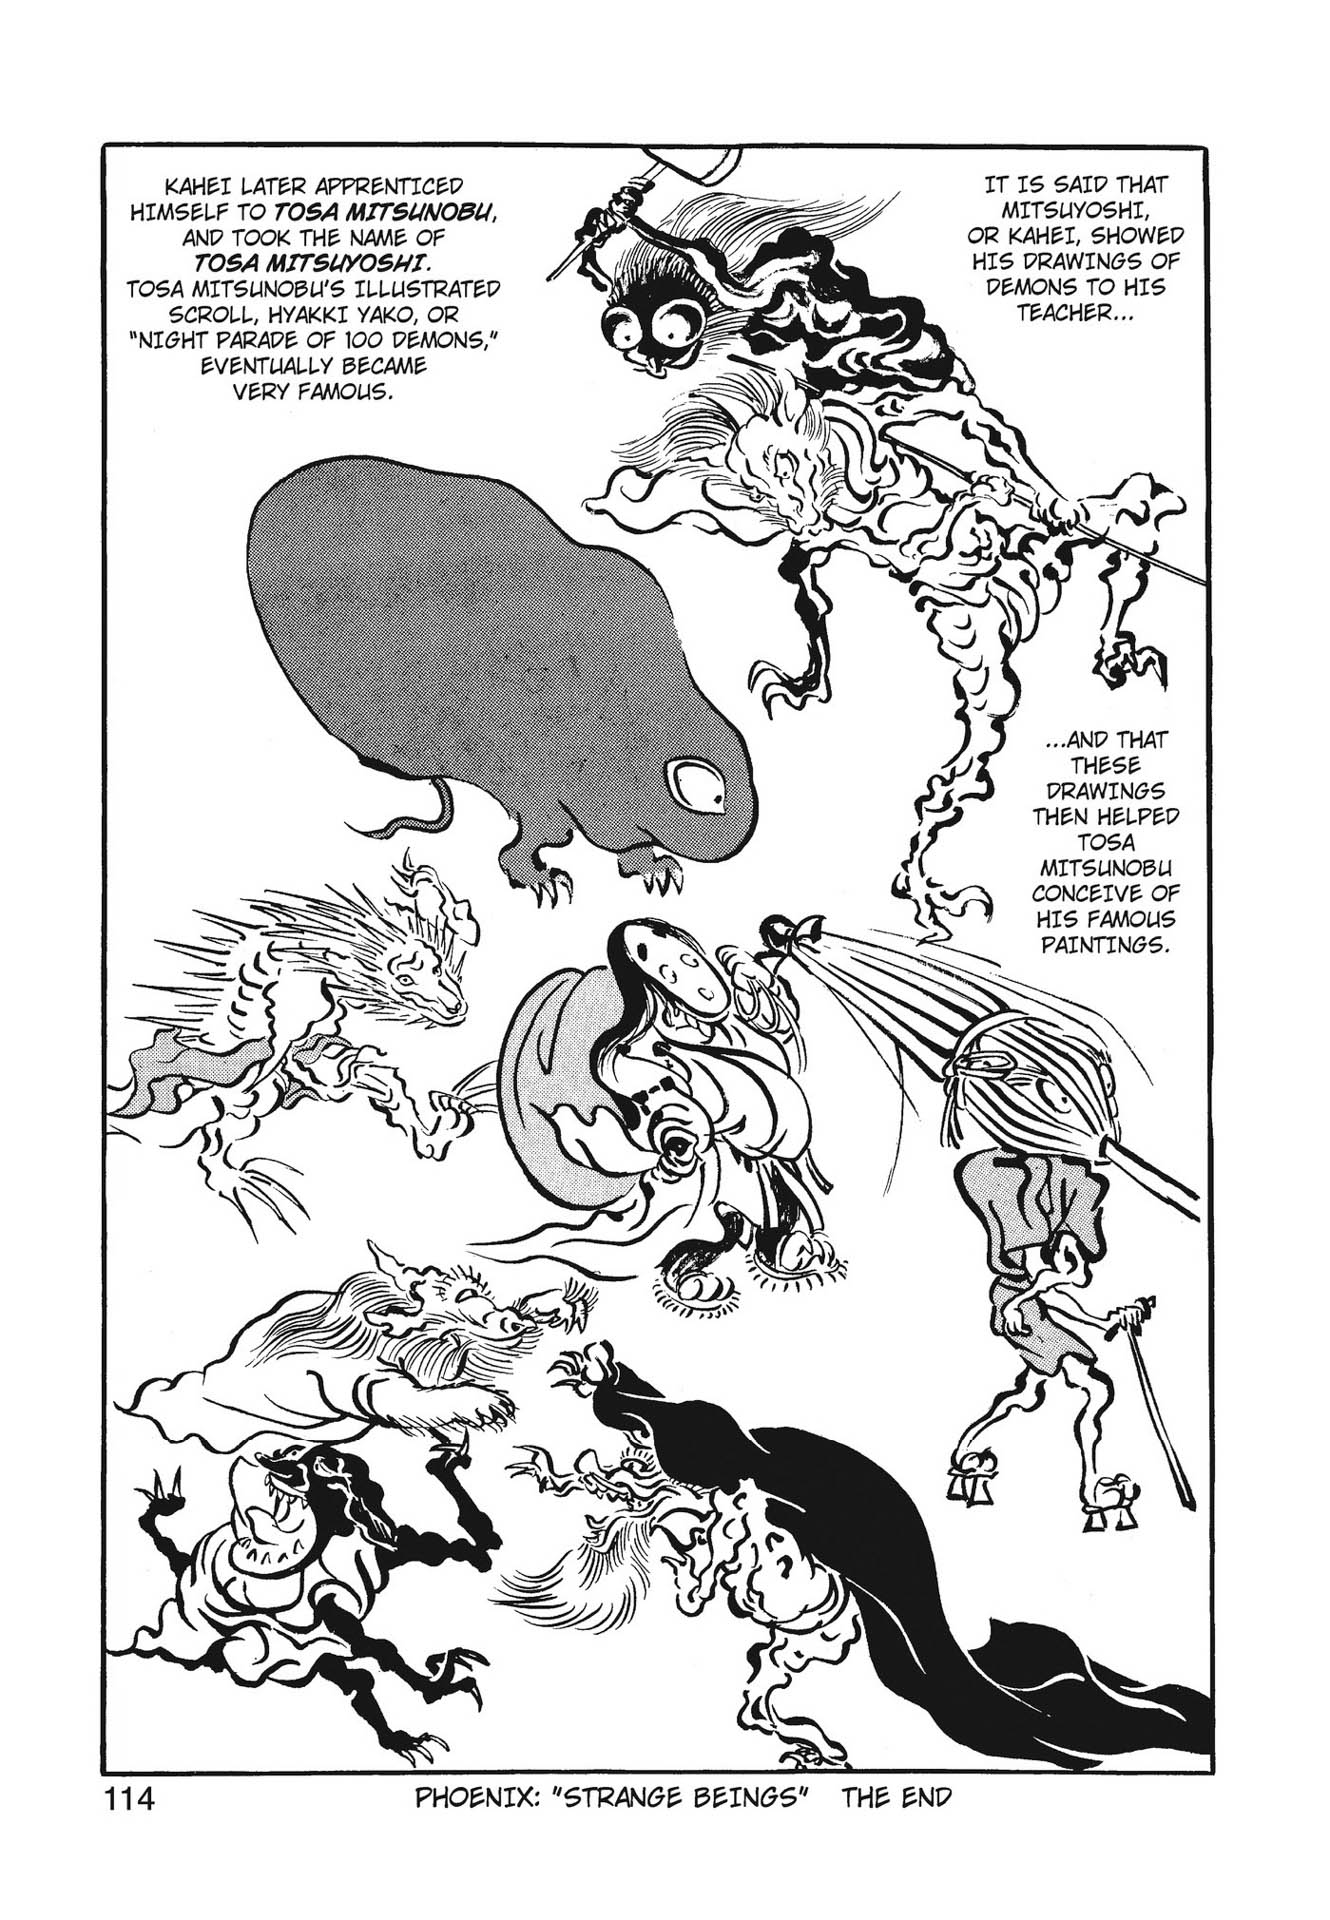 KAHEI LATER APPRENTICED
HIMSELF TO TOSA MITSUNOBU,
AND TOOK THE NAME OF
TOSA MITSUYOSHI.
TOSA MITSUNOBU'S ILLUSTRATED
SCROLL, HYAKKI YAKO, OR
"NIGHT PARADE OF 100 DEMONS,"
EVENTUALLY BECAME
VERY FAMOUS.
IT IS SAID THAT
MITSUYOSHI,
OR KAHEI, SHOWED
HIS DRAWINGS OF
DEMONS TO HIS
TEACHER...
...AND THAT
THESE
DRAWINGS
THEN HELPED
TOSA
MITSUNOBU
CONCEIVE OF
HIS FAMOUS
PAINTINGS.
114 PHOENIX: "STRANGE BEINGS" THE END